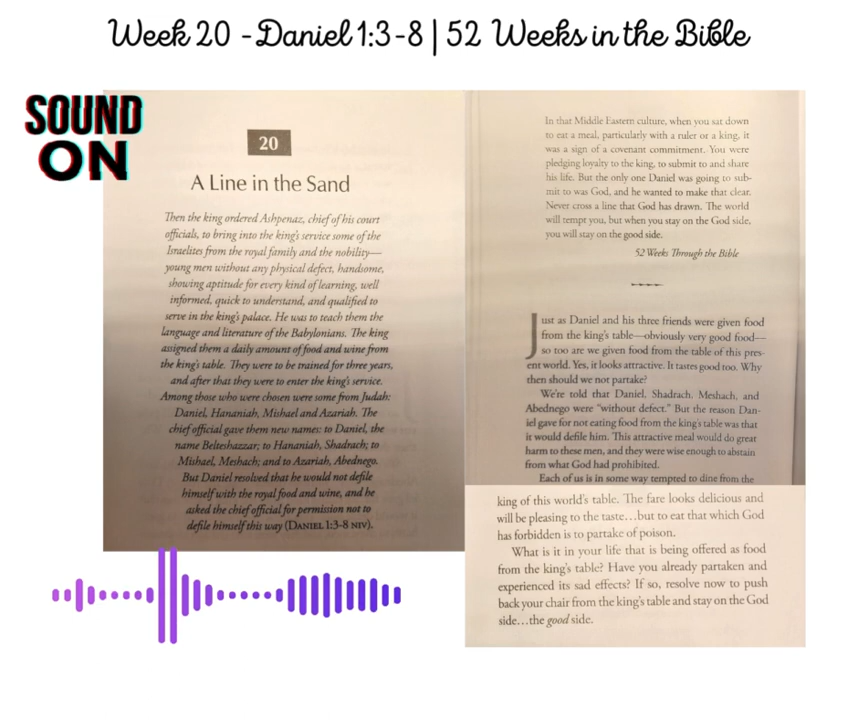 Week 20 - Daniel 1:3-8 | 52 Weeks in the Bible
SOUND
ON
20
A Line in the Sand
Then the king ordered Ashpenaz, chief of his court
officials, to bring into the king's service some of the
Israelites from the royal family and the nobility—
young men without any physical defect, handsome,
showing aptitude for every kind of learning, well
informed, quick to understand, and qualified to
serve in the king's palace. He was to teach them the
language and literature of the Babylonians. The king
assigned them a daily amount of food and wine from
the king's table. They were to be trained for three years,
and after that they were to enter the king's service.
Among those who were chosen were some from Judah:
Daniel, Hananiah, Mishael and Azariah. The
chief official gave them new names: to Daniel, the
name Belteshazzar; to Hananiah, Shadrach; to
Mishael, Meshach; and to Azariah, Abednego.
But Daniel resolved that he would not defile
himself with the royal food and wine, and he
asked the chief official for permission not to
defile himself this way (DANIEL 1:3-8 NIV).
In that Middle Eastern culture, when you sat down
to eat a meal, particularly with a ruler or a king, it
was a sign of a covenant commitment. You were
pledging loyalty to the king, to submit to and share
his life. But the only one Daniel was going to sub-
mit to was God, and he wanted to make that clear.
Never cross a line that God has drawn. The world
will tempt you, but when you stay on the God side,
you will stay on the good side.
52 Weeks Through the Bible
Just as Daniel and his three friends were given food
from the king's table—obviously very good food—
so too are we given food from the table of this pres-
ent world. Yes, it looks attractive. It tastes good too. Why
then should we not partake?
We're told that Daniel, Shadrach, Meshach, and
Abednego were "without defect." But the reason Dan-
iel gave for not eating food from the king's table was that
it would defile him. This attractive meal would do great
harm to these men, and they were wise enough to abstain
from what God had prohibited.
Each of us is in some way tempted to dine from the
king of this world's table. The fare looks delicious and
will be pleasing to the taste...but to eat that which God
has forbidden is to partake of poison.
What is it in your life that is being offered as food
from the king's table? Have you already partaken and
experienced its sad effects? If so, resolve now to push
back your chair from the king's table and stay on the God
side...the good side.